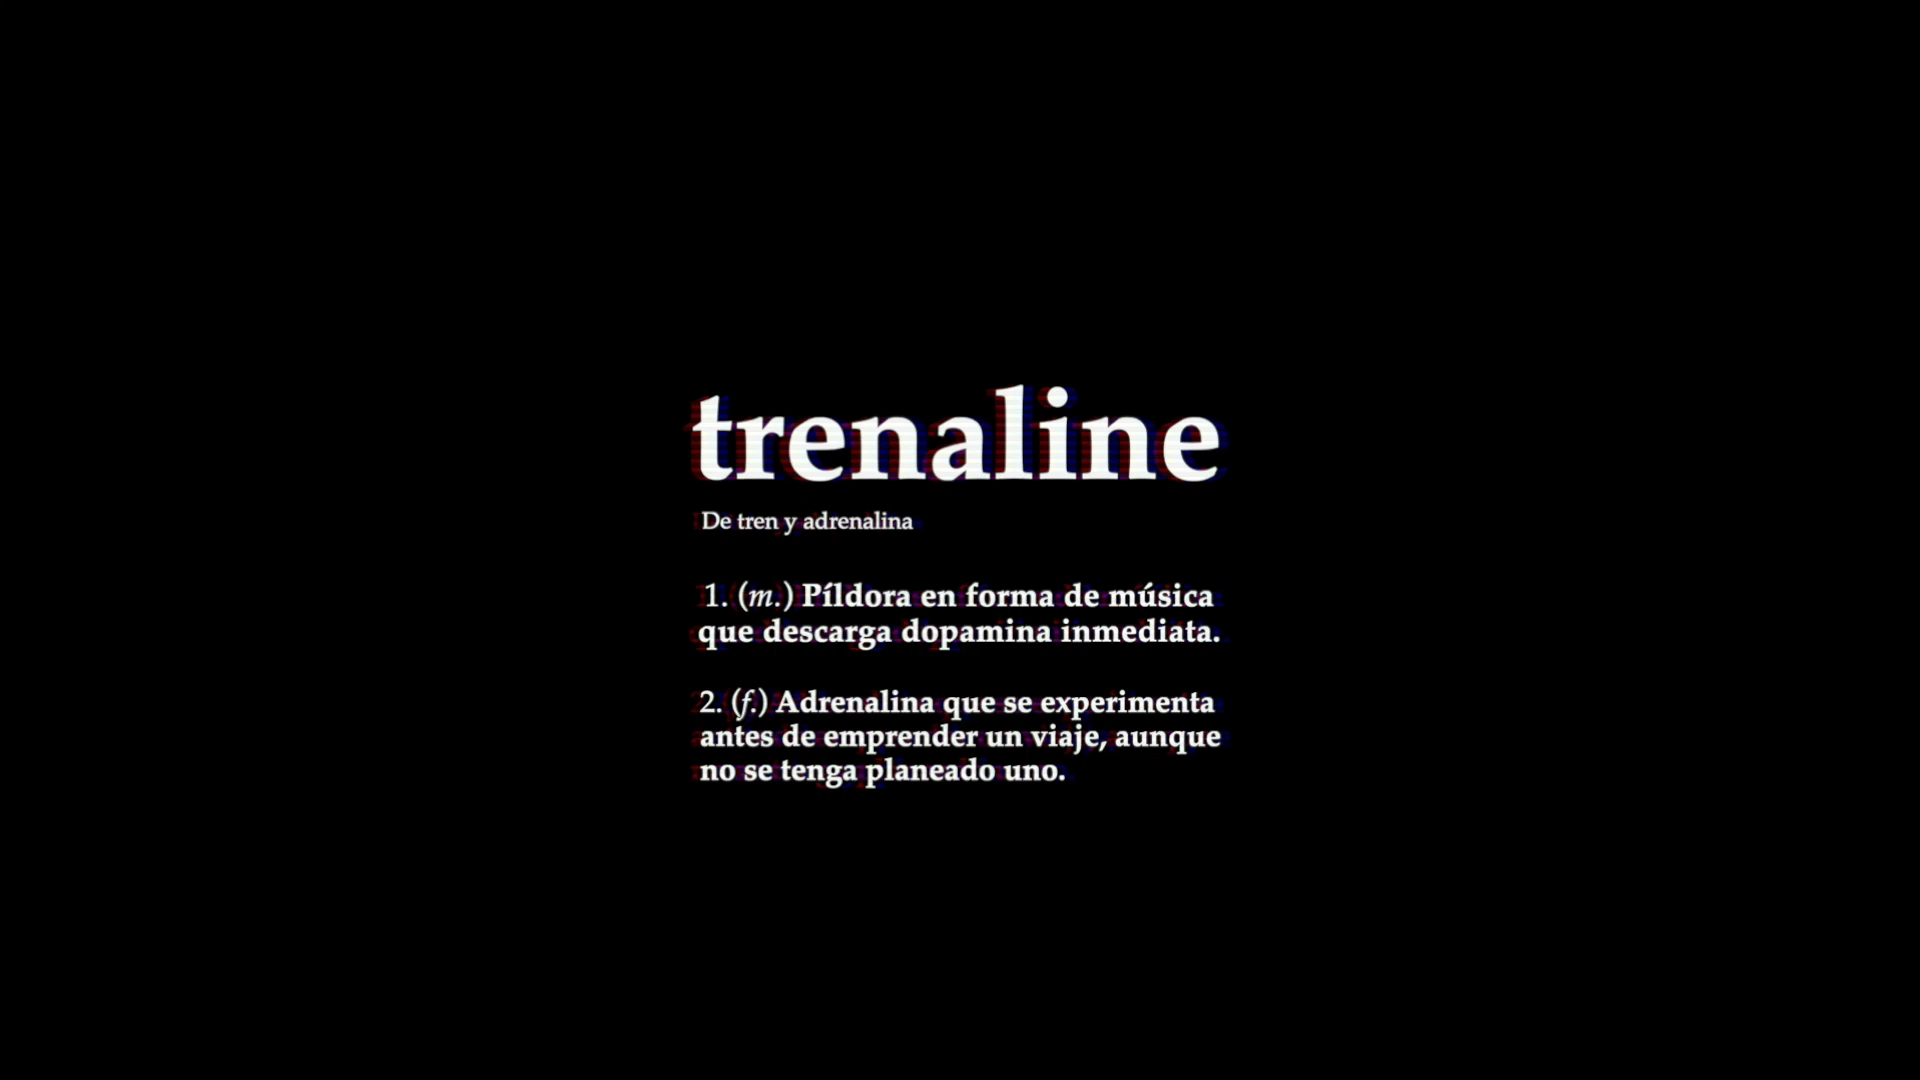 trenaline
De tren y adrenalina
1. (m.) Píldora en forma de música
que descarga dopamina inmediata.
2. (f.) Adrenalina que se experimenta
antes de emprender un viaje, aunque
no se tenga planeado uno.